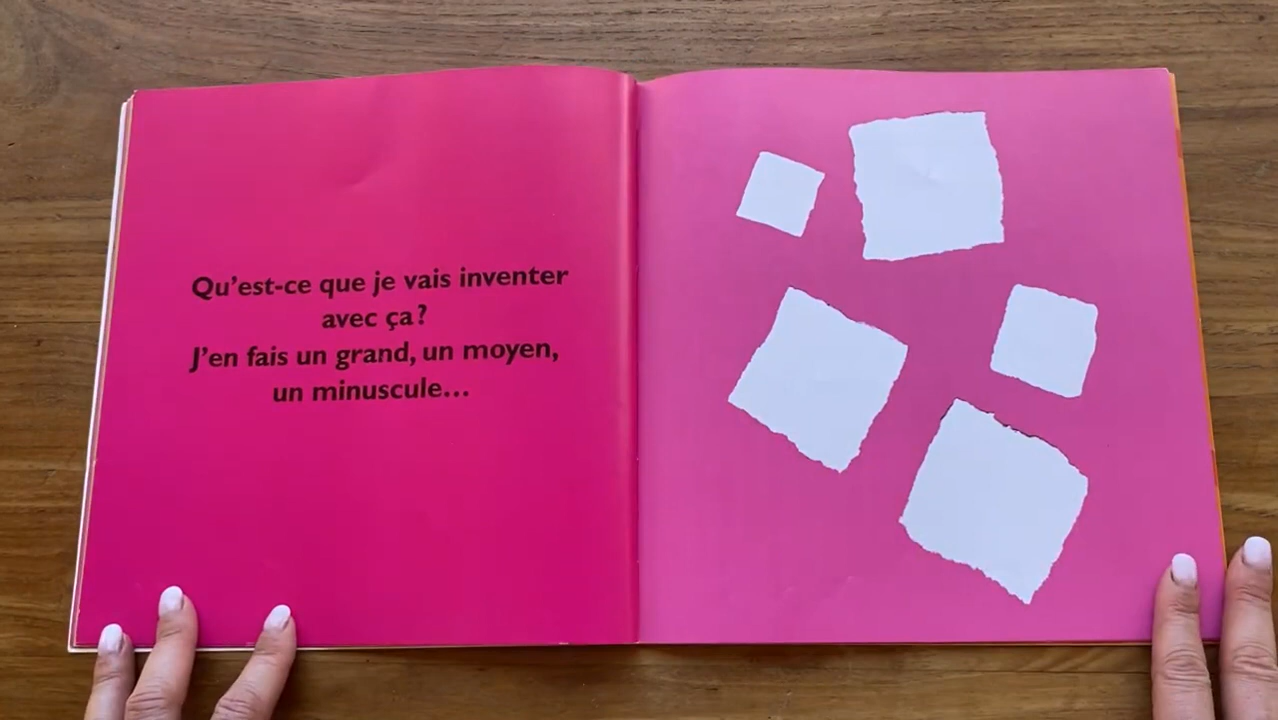 Qu’est-ce que je vais inventer
avec ça ?
J’en fais un grand, un moyen,
un minuscule...